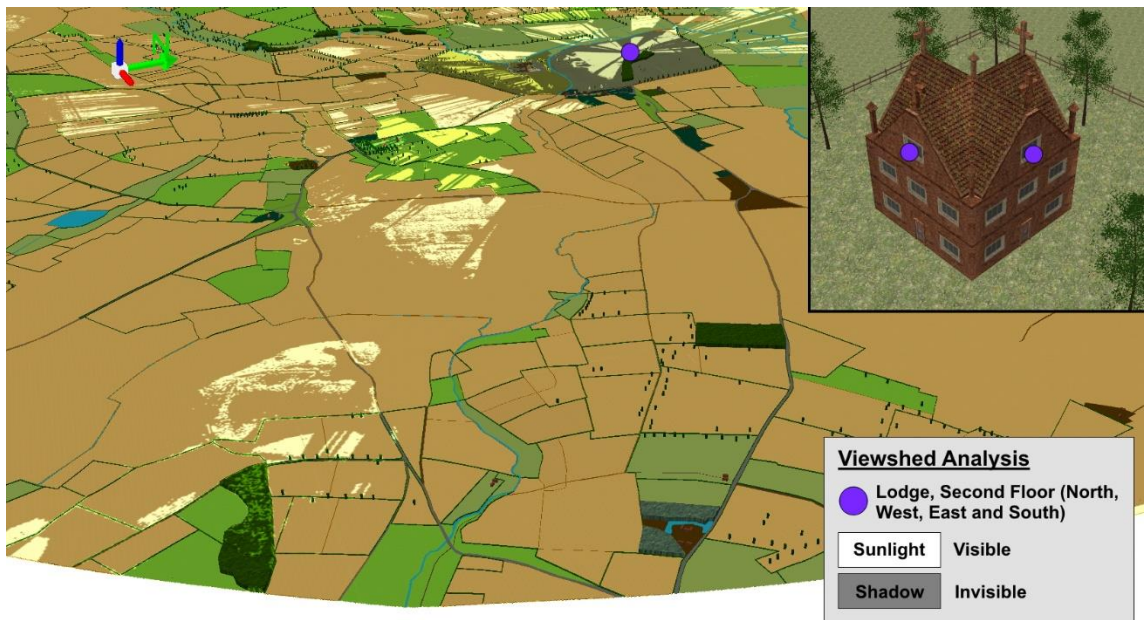 N
Viewshed Analysis
Lodge, Second Floor (North,
West, East and South)
Sunlight Visible
Shadow Invisible